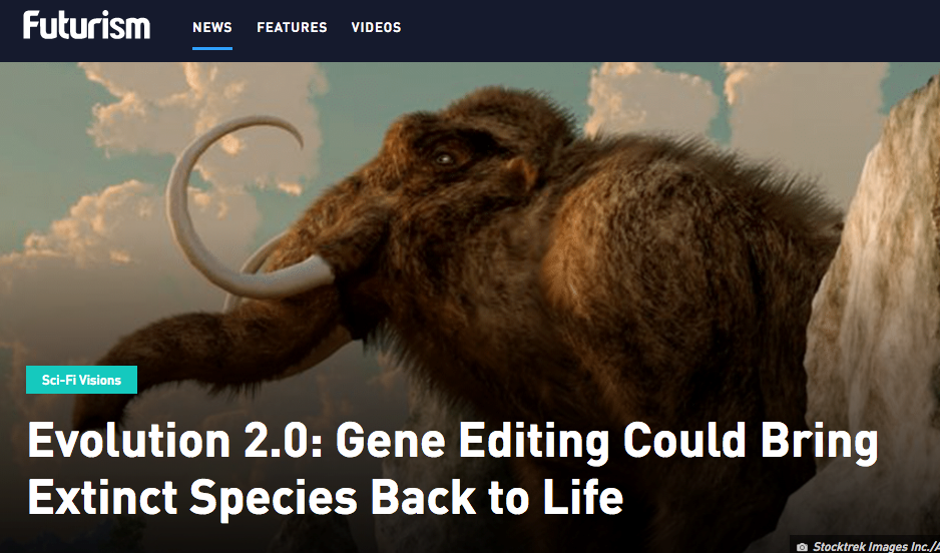 Futurism
NEWS FEATURES VIDEOS
Sci-Fi Visions
Evolution 2.0: Gene Editing Could Bring
Extinct Species Back to Life
Stocktrek Images Inc.//